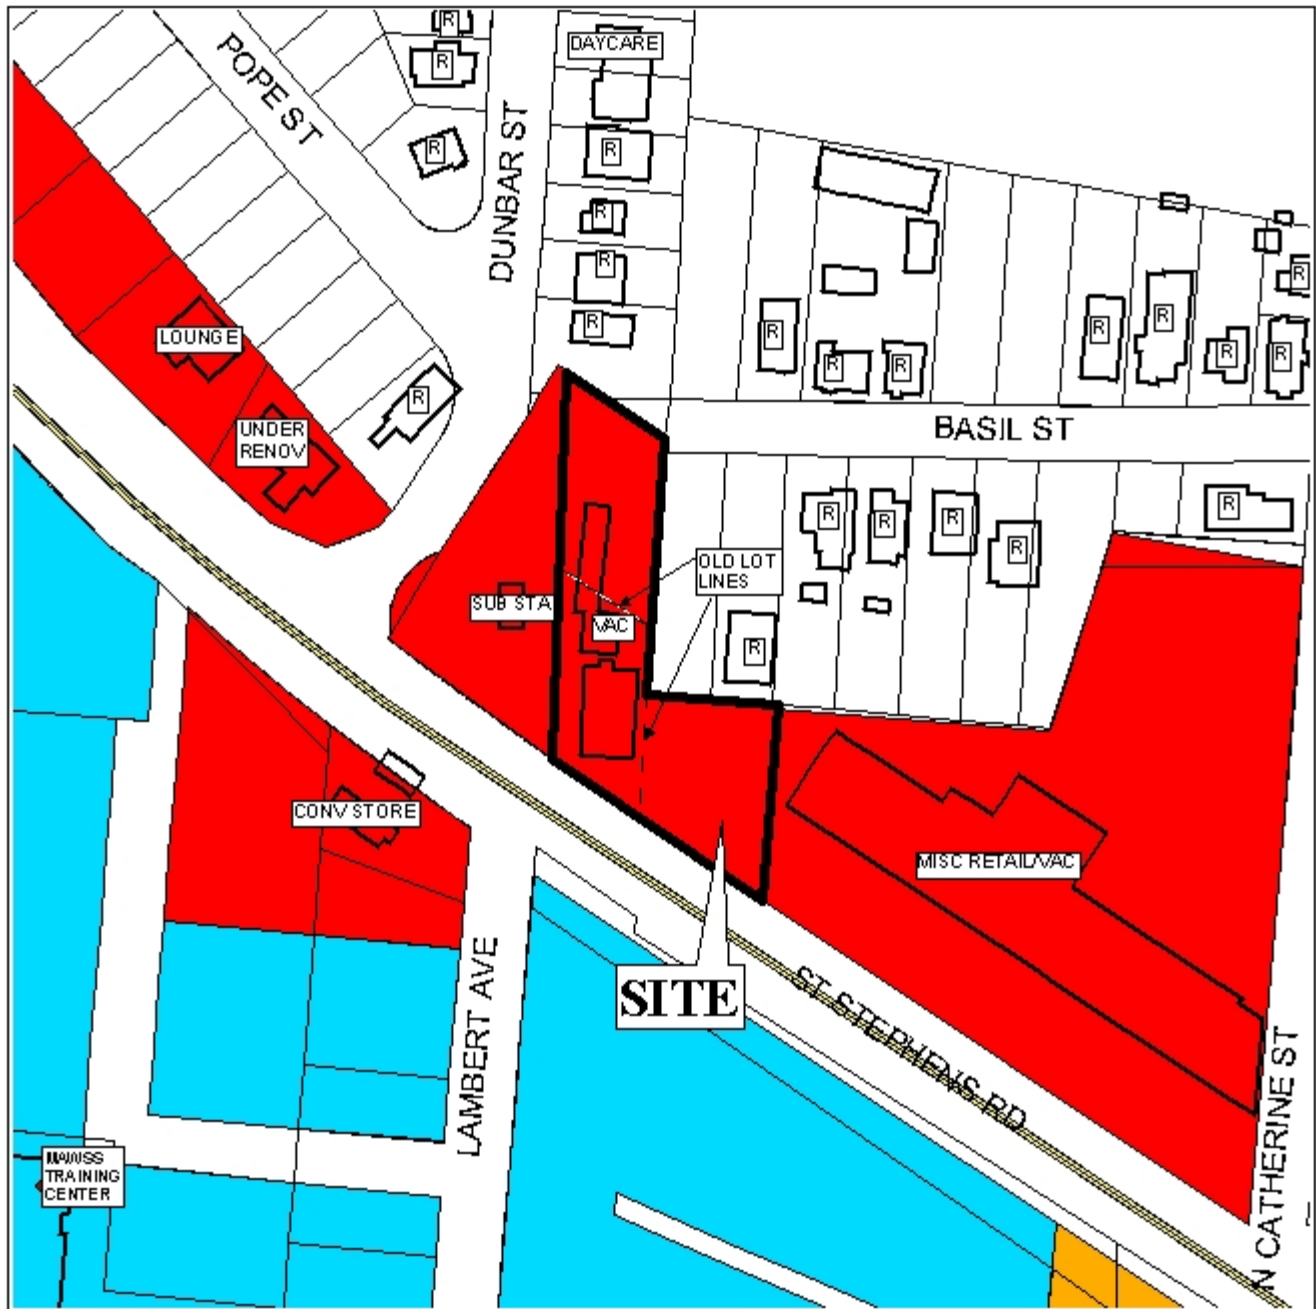 R
DAYCARE
R
POPE ST
R
R
DUNBAR ST
R
R
R
R
R
R
LOUNGE
R
R
R
R
R
R
R
R
UNDER
RENOV
BASIL ST
R
R
R
R
R
OLD LOT
LINES
SUB STA
VAC
R
CONV STORE
MISC RETAIL/VAC
SITE
ST STEPHENS RD
LAMBERT AVE
N CATHERINE ST
MAWSS
TRAINING
CENTER